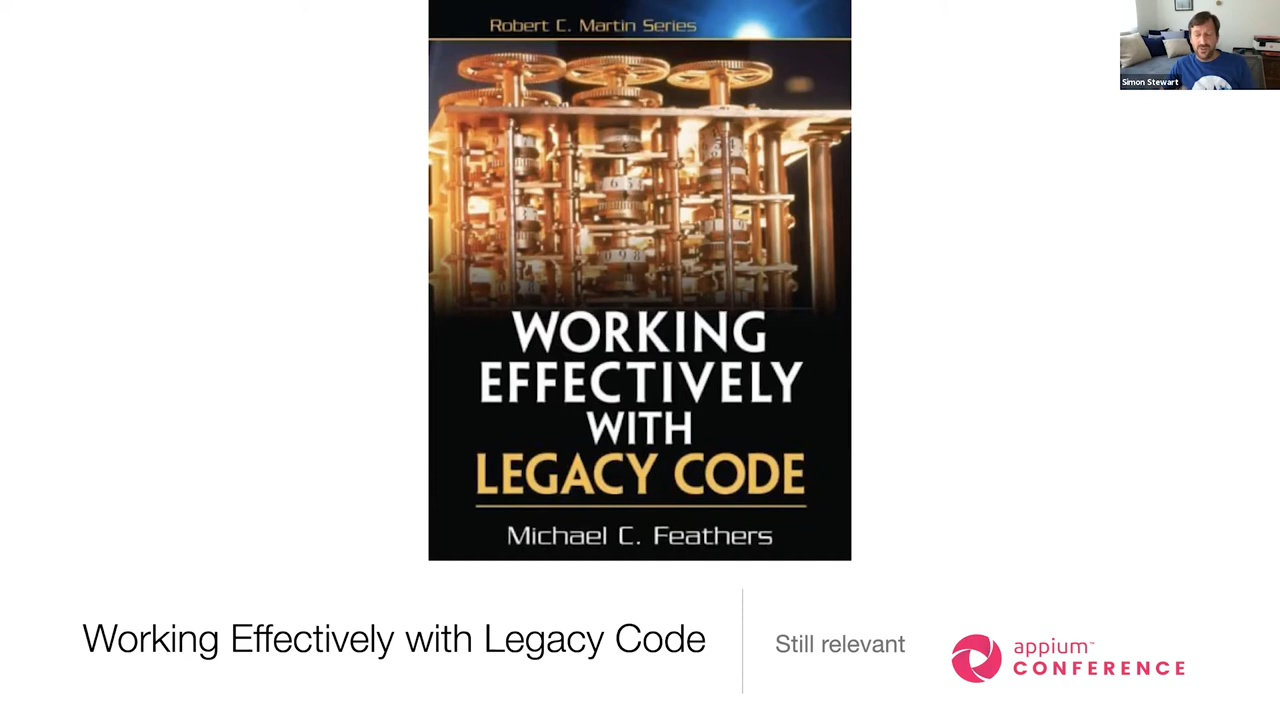 Robert C. Martin Series
WORKING
EFFECTIVELY
WITH
LEGACY CODE
Michael C. Feathers
Simon Stewart
Working Effectively with Legacy Code
Still relevant
appium™
CONFERENCE